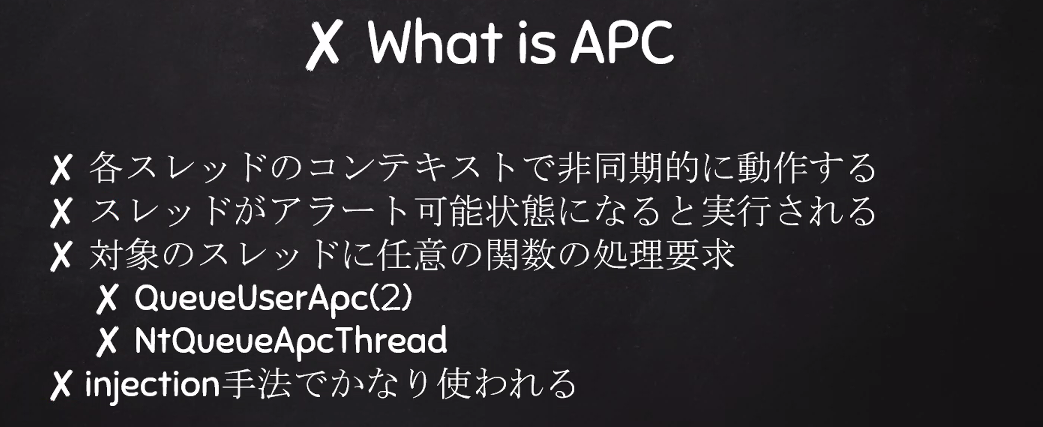 ✘ What is APC
✘ 各スレッドのコンテキストで非同期的に動作する
✘ スレッドがアラート可能状態になると実行される
✘ 対象のスレッドに任意の関数の処理要求
✘ QueueUserApc(2)
✘ NtQueueApcThread
✘ injection手法でかなり使われる